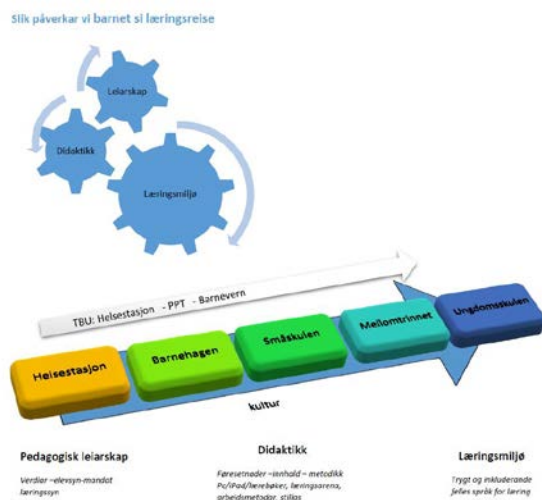 Slik påverkar vi barnet si læringsreise
Leiarskap
Didaktikk
Læringsmiljø
TBU: Helsestasjon - PPT - Barnevern
Helsestasjon
Barnehagen
Småskulen
Mellomtrinnet
Ungdomsskulen
kultur
Pedagogisk leiarskap
Verdiar –elevsyn-mandat
læringssyn
Didaktikk
Føresetnader –innhald – metodikk
Pc/iPad/lærebøker, læringsarena,
arbeidsmetodar, stillas
Læringsmiljø
Trygt og inkluderande
felles språk for læring